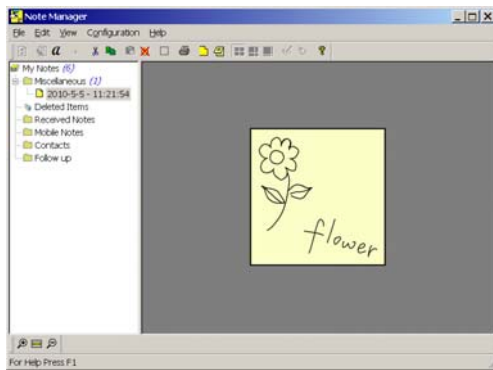 Note Manager
File Edit View Configuration Help
a
My Notes (6)
Miscellaneous (1)
2010-5-5 - 11:21:54
Deleted Items
Received Notes
Mobile Notes
Contacts
Follow up
flower
For Help Press F1